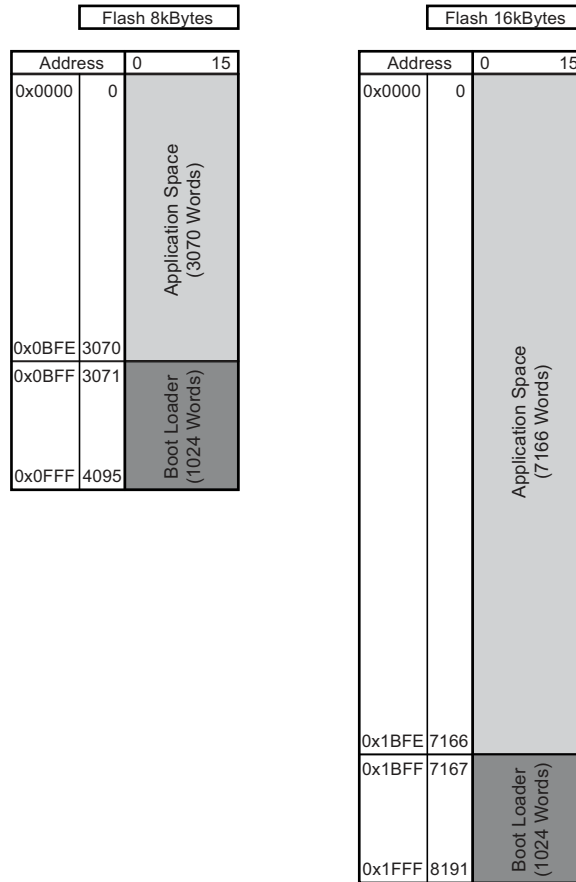 Flash 8kBytes
Address 0 15
0x0000 0
Application Space
(3070 Words)
0x0BFE 3070
0x0BFF 3071
Boot Loader
(1024 Words)
0x0FFF 4095
Flash 16kBytes
Address 0 15
0x0000 0
Application Space
(7166 Words)
0x1BFE 7166
0x1BFF 7167
Boot Loader
(1024 Words)
0x1FFF 8191